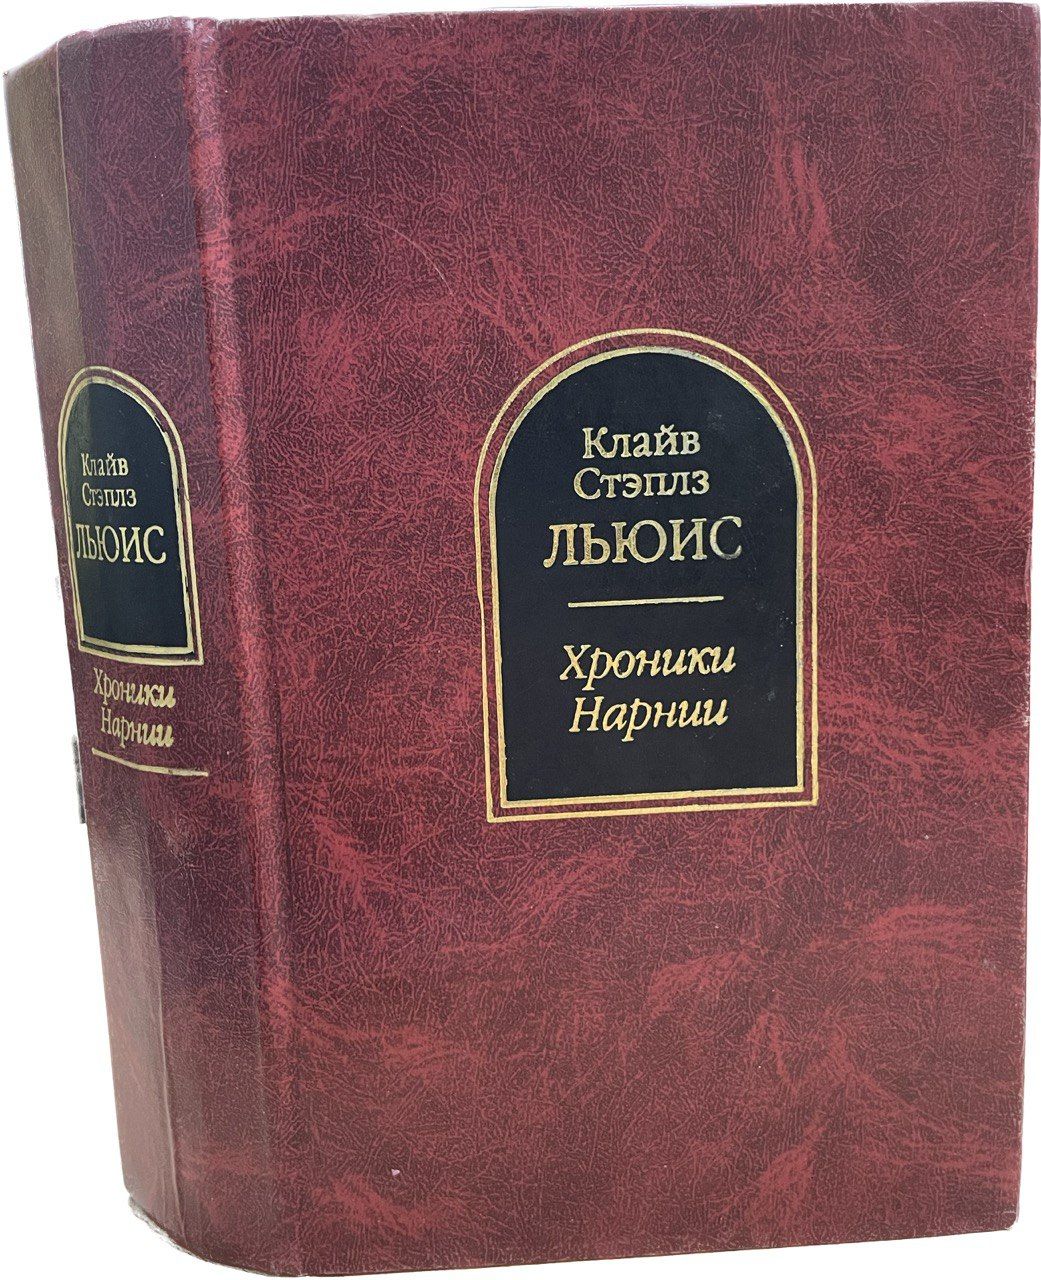 Клайв
Стэплз
ЛЬЮИС
Хроники
Нарнии
Клайв
Стэплз
ЛЬЮИС
Хроники
Нарнии